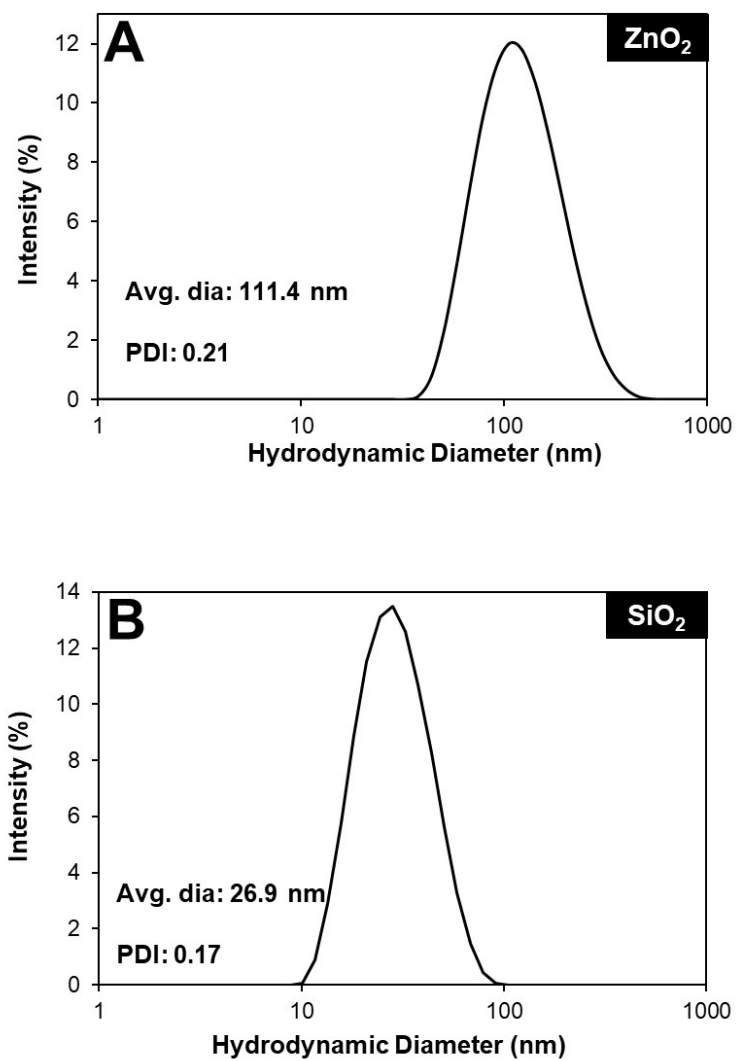 A
ZnO₂
12
10
8
6
4
2
0
Intensity (%)
Avg. dia: 111.4 nm
PDI: 0.21
1
10
100
1000
Hydrodynamic Diameter (nm)
B
SiO₂
14
12
10
8
6
4
2
0
Intensity (%)
Avg. dia: 26.9 nm
PDI: 0.17
1
10
100
1000
Hydrodynamic Diameter (nm)